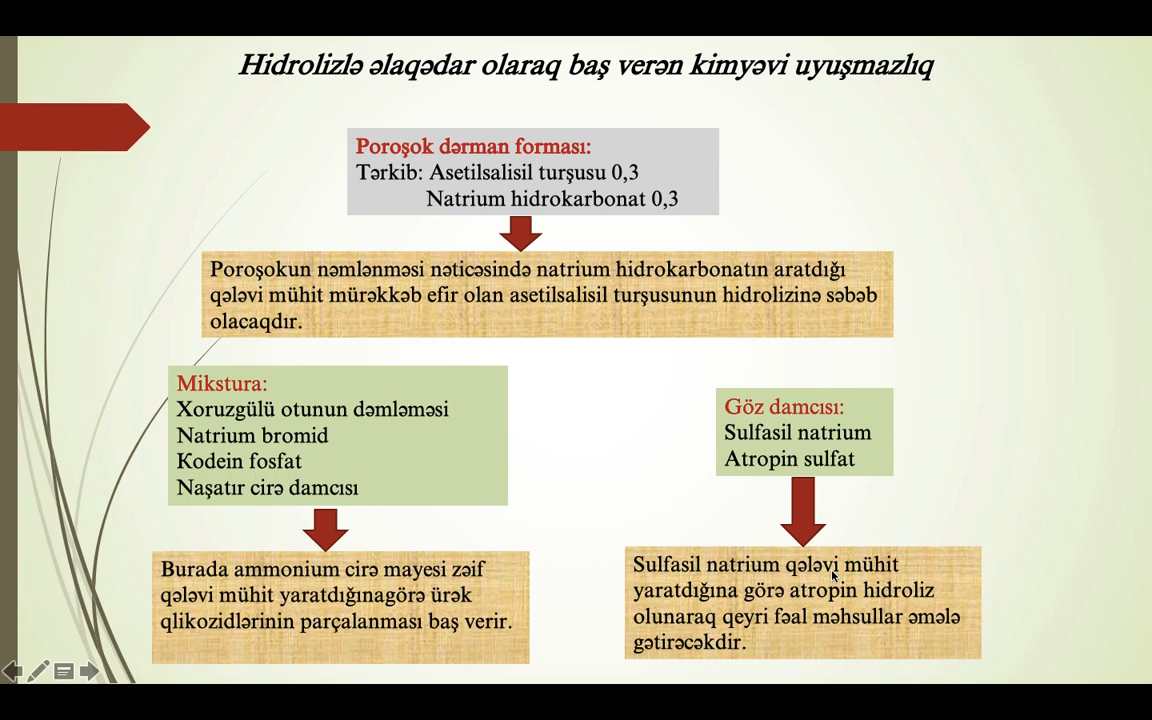 Hidrolizlə əlaqədar olaraq baş verən kimyəvi uyuşmazlıq
Poroşok dərman forması:
Tərkib: Asetilsalisil turşusu 0,3
Natrium hidrokarbonat 0,3
Poroşokun nəmlənməsi nəticəsində natrium hidrokarbonatın aratdığı
qələvi mühit mürəkkəb efir olan asetilsalisil turşusunun hidrolizinə səbəb
olacaqdır.
Mikstura:
Xoruzgülü otunun dəmləməsi
Natrium bromid
Kodein fosfat
Naşatır cirə damcısı
Burada ammonium cirə mayesi zəif
qələvi mühit yaratdığınagörə ürək
qlikozidlərinin parçalanması baş verir.
Göz damcısı:
Sulfasil natrium
Atropin sulfat
Sulfasil natrium qələvi mühit
yaratdığına görə atropin hidroliz
olunaraq qeyri fəal məhsullar əmələ
gətirəcəkdir.